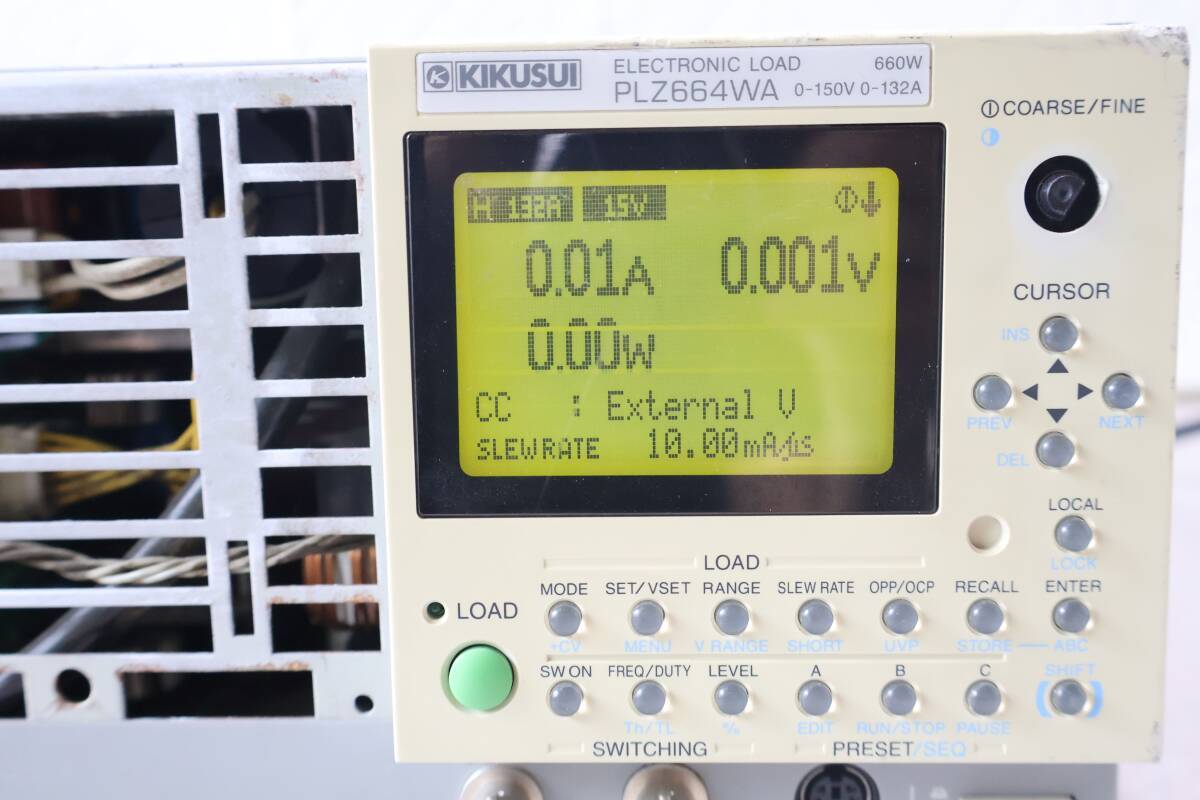 KIKUSUI
ELECTRONIC LOAD 660W
PLZ664WA 0-150V 0-132A
COARSE/FINE
H 132A 15V
0.01A 0.001V
0.00W
CC : External V
SLEW RATE 10.00mA/µs
CURSOR
INS
PREV NEXT
DEL
LOCAL
LOCK
LOAD
MODE SET/VSET RANGE SLEW RATE OPP/OCP RECALL ENTER
+CV MENU V RANGE SHORT UVP STORE ABC
LOAD
SW ON FREQ/DUTY LEVEL A B C SHIFT
Th/TL % EDIT RUN/STOP PAUSE
SWITCHING PRESET/SEQ